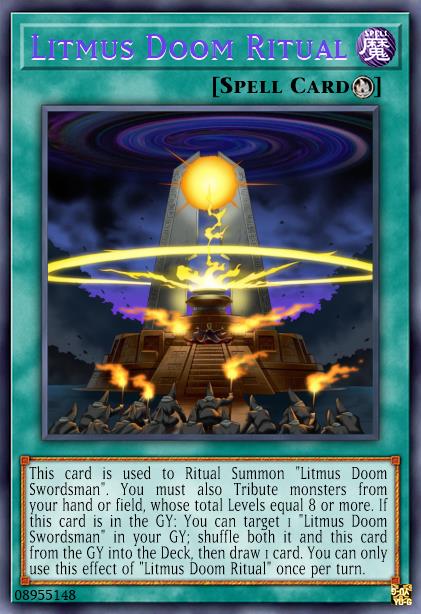 Litmus Doom Ritual
SPELL
魔
[Spell Card]
This card is used to Ritual Summon "Litmus Doom
Swordsman". You must also Tribute monsters from
your hand or field, whose total Levels equal 8 or more. If
this card is in the GY: You can target 1 "Litmus Doom
Swordsman" in your GY; shuffle both it and this card
from the GY into the Deck, then draw 1 card. You can only
use this effect of "Litmus Doom Ritual" once per turn.
08955148